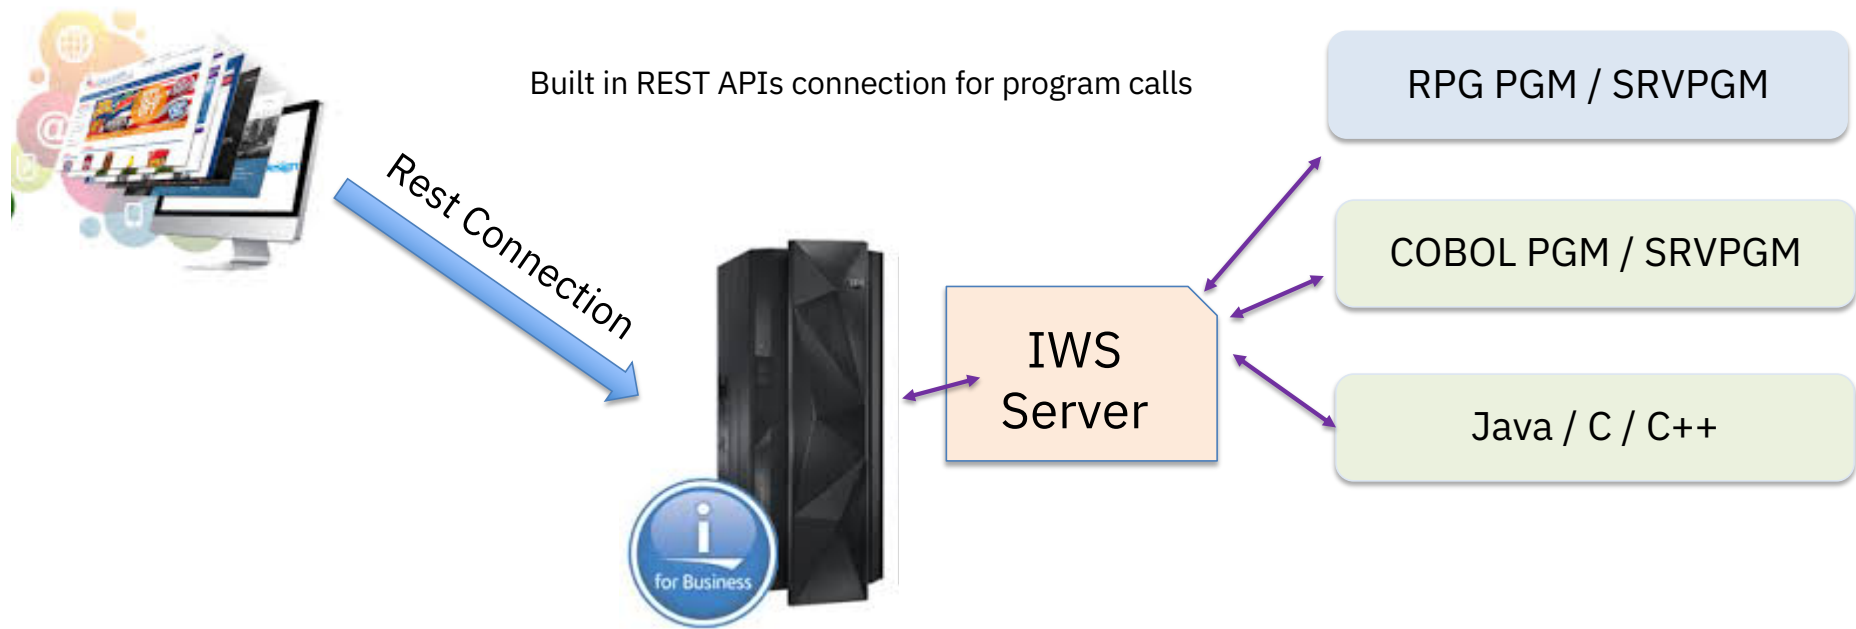 Built in REST APIs connection for program calls
RPG PGM / SRVPGM
Rest Connection
COBOL PGM / SRVPGM
IWS
Server
Java / C / C++
i
for Business
@